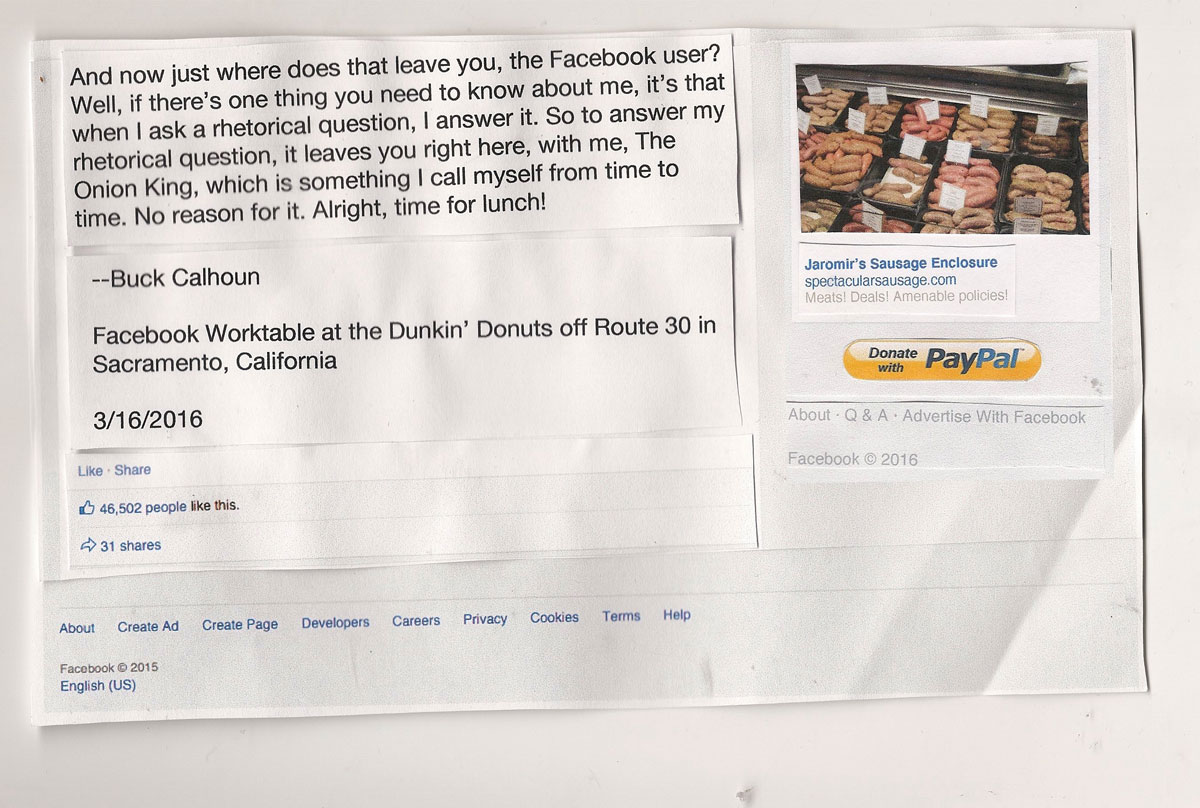 And now just where does that leave you, the Facebook user?
Well, if there's one thing you need to know about me, it's that
when I ask a rhetorical question, I answer it. So to answer my
rhetorical question, it leaves you right here, with me, The
Onion King, which is something I call myself from time to
time. No reason for it. Alright, time for lunch!
--Buck Calhoun
Facebook Worktable at the Dunkin' Donuts off Route 30 in
Sacramento, California
3/16/2016
Like · Share
46,502 people like this.
31 shares
Jaromir's Sausage Enclosure
spectacularsausage.com
Meats! Deals! Amenable policies!
Donate with PayPal™
About · Q & A · Advertise With Facebook
Facebook © 2016
About Create Ad Create Page Developers Careers Privacy Cookies Terms Help
Facebook © 2015
English (US)